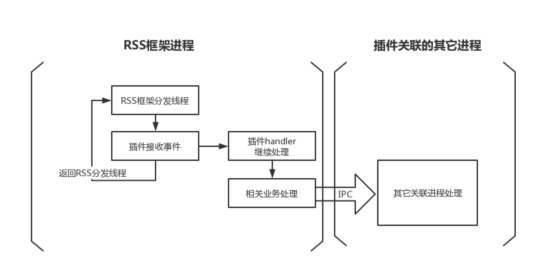 RSS框架进程
插件关联的其它进程
RSS框架分发线程
插件接收事件
插件handler
继续处理
返回RSS分发线程
相关业务处理
IPC
其它关联进程处理